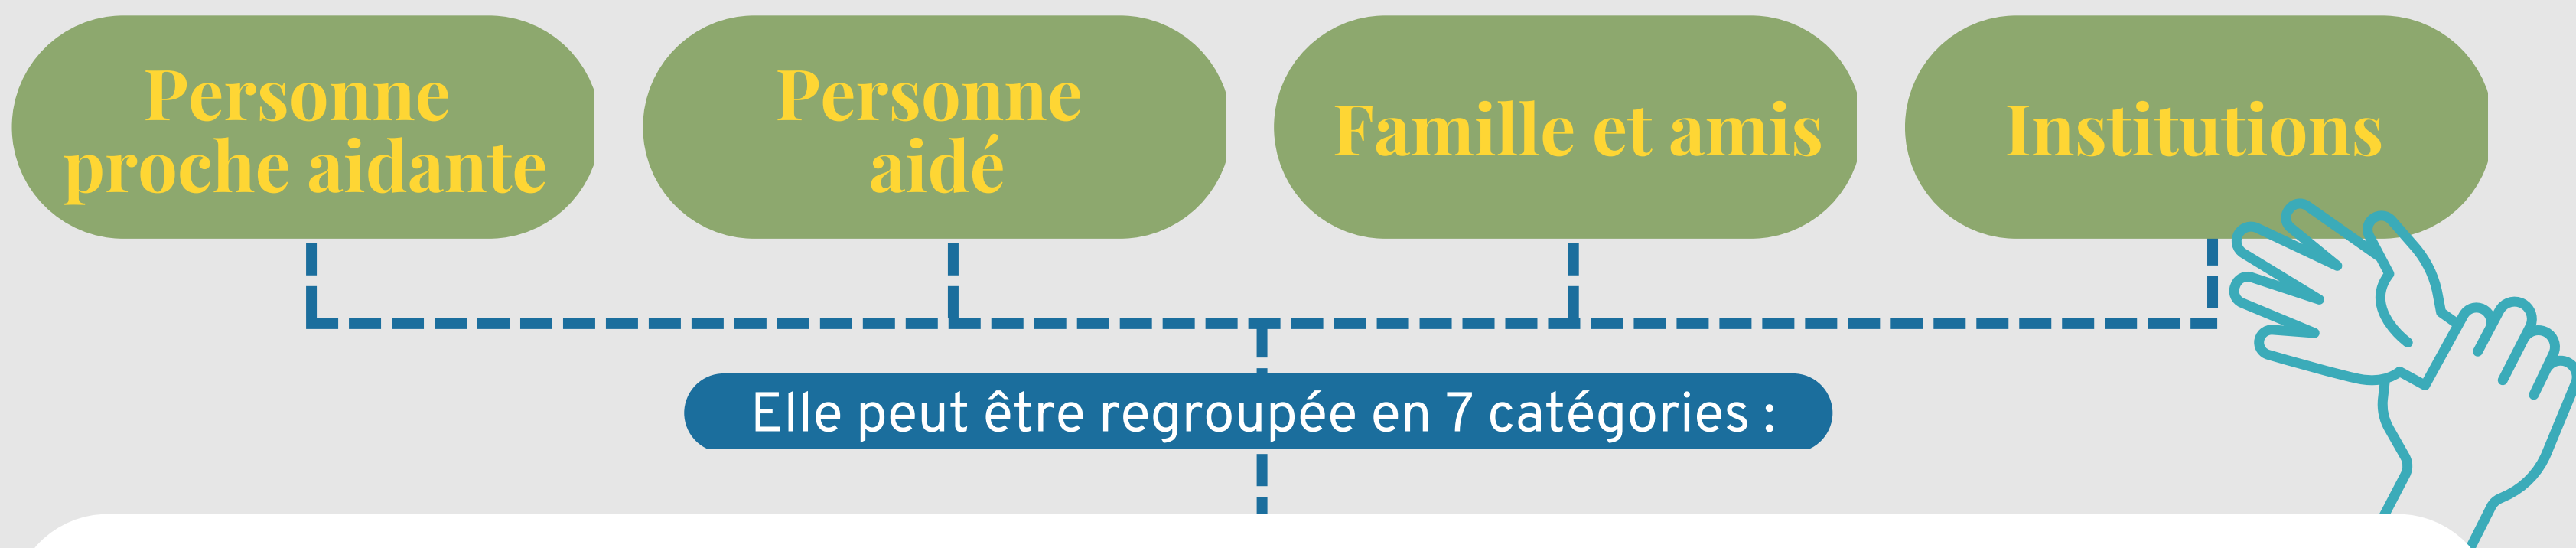 Personne
proche aidante
Personne
aidé
Famille et amis
Institutions
Elle peut être regroupée en 7 catégories :